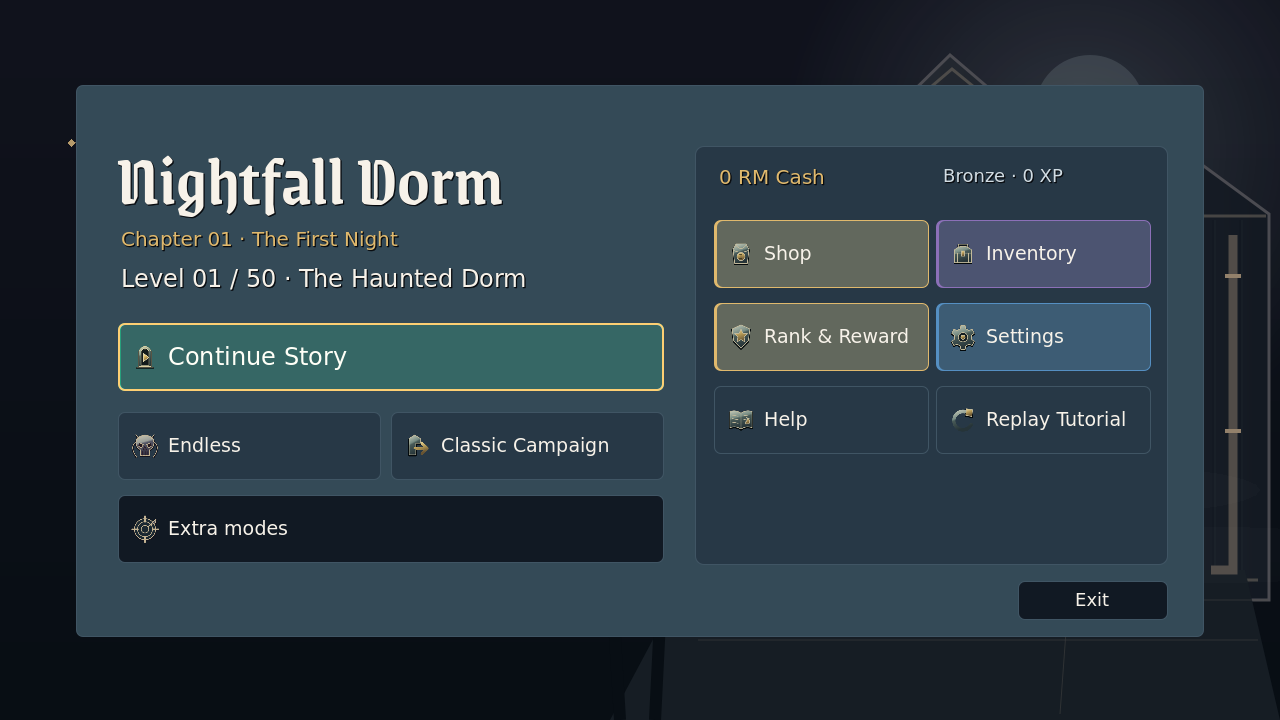 Nightfall Dorm
Chapter 01 · The First Night
Level 01 / 50 · The Haunted Dorm
Continue Story
Endless
Classic Campaign
Extra modes
0 RM Cash
Bronze · 0 XP
Shop
Inventory
Rank & Reward
Settings
Help
Replay Tutorial
Exit